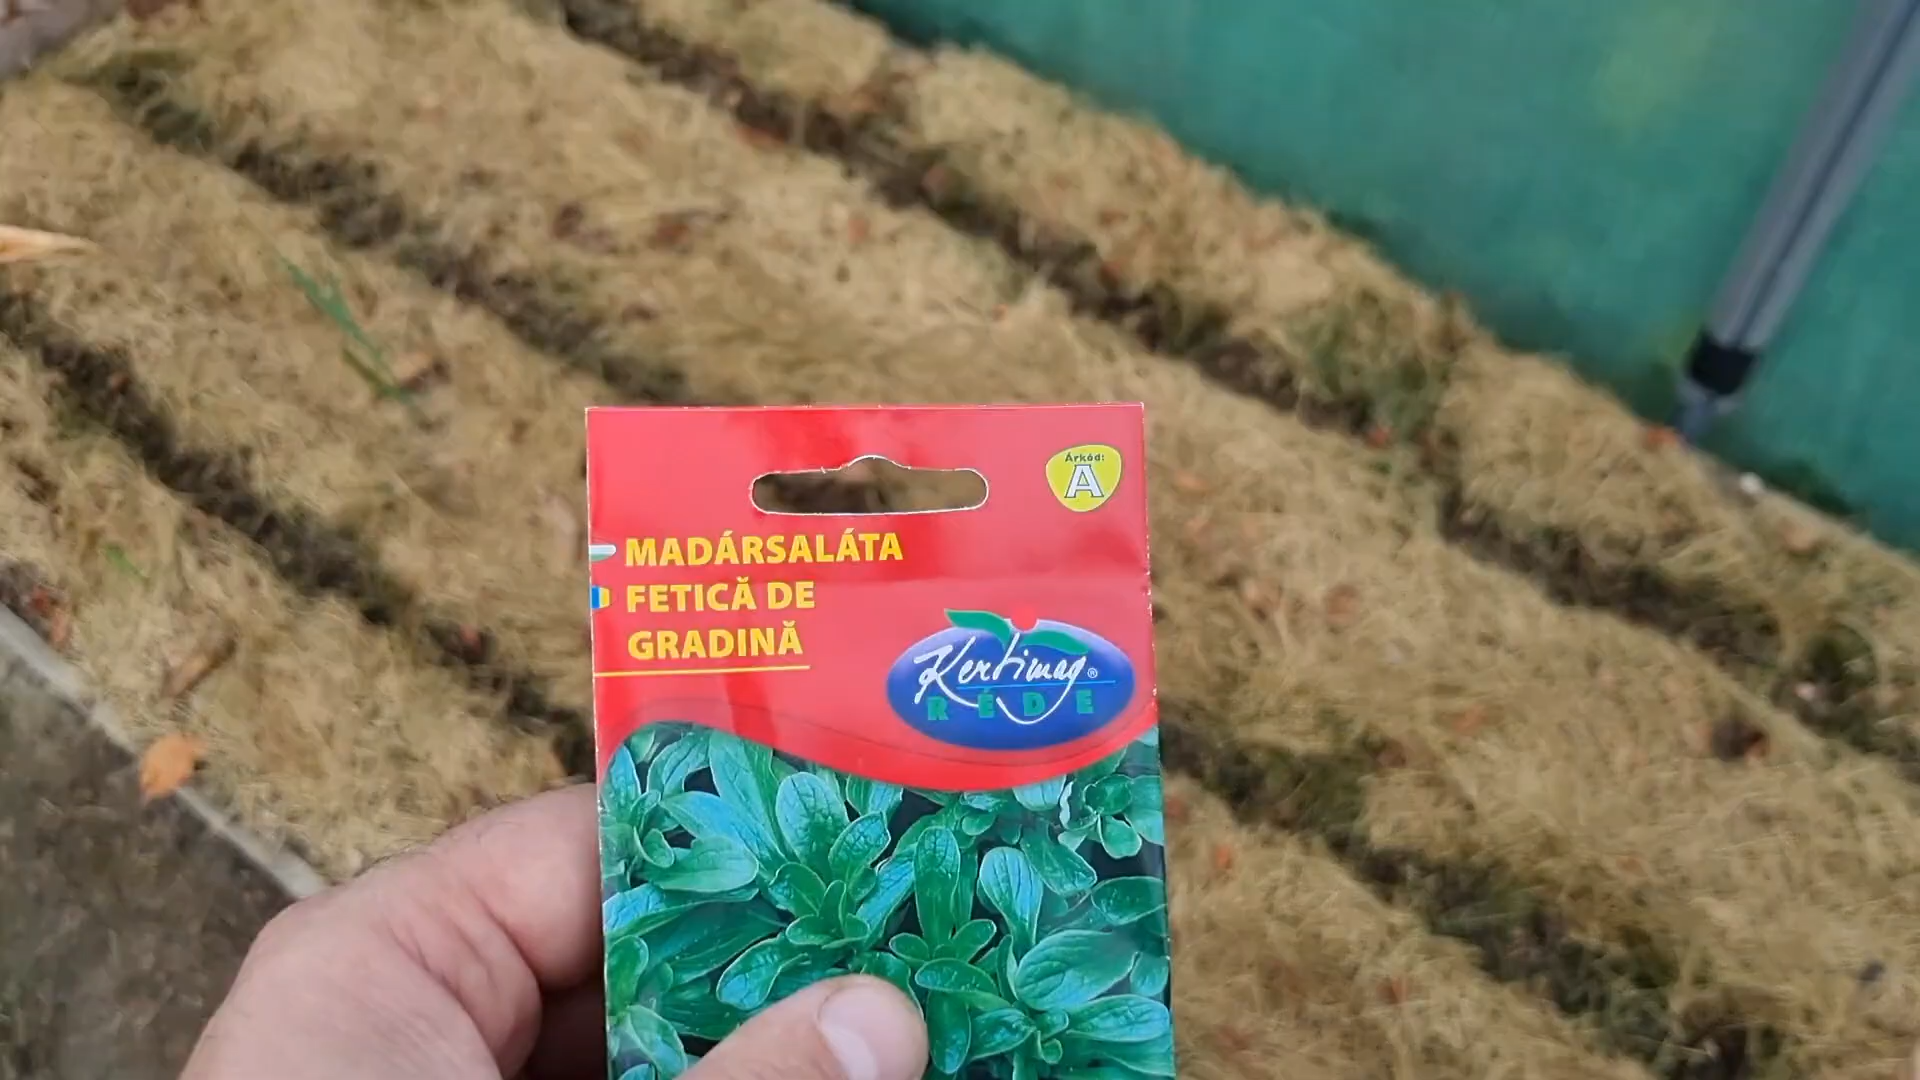 Árkód:
A
MADÁRSALÁTA
FETICĂ DE
GRADINĂ
Kertimag®
RÉDE